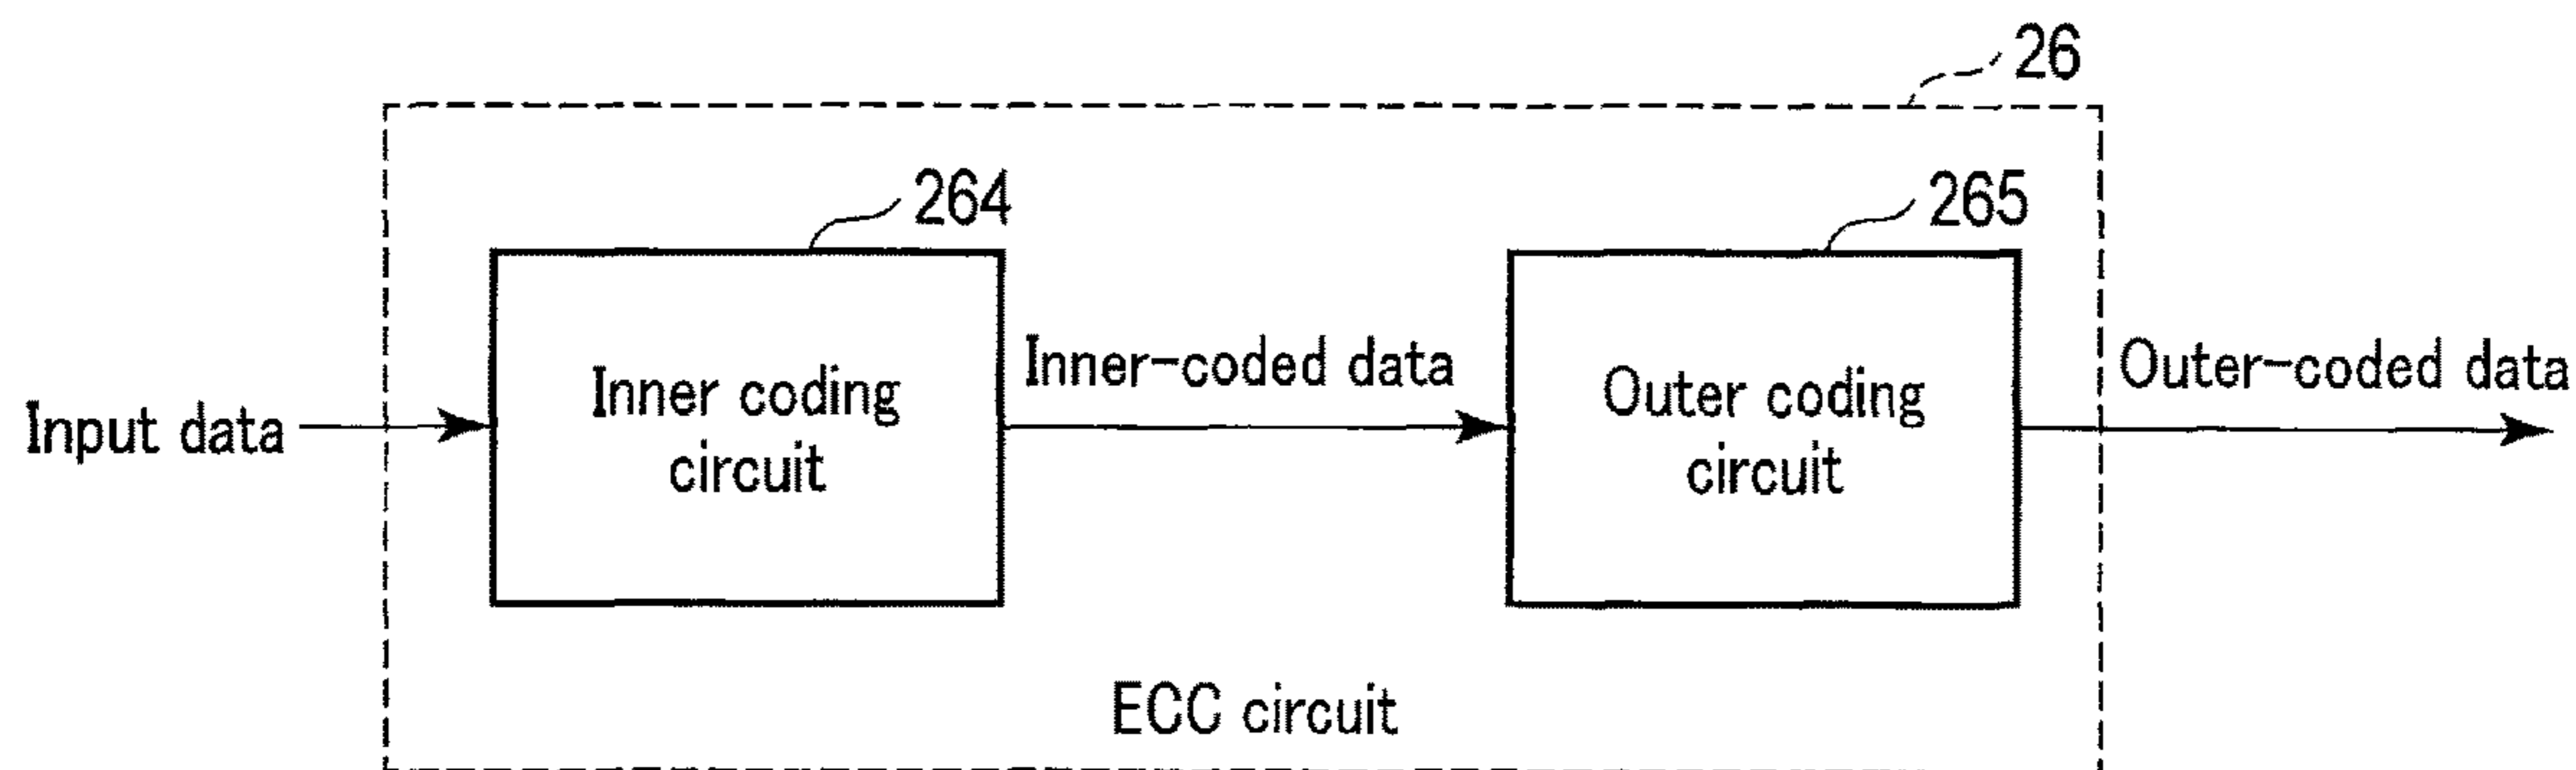 26
264
265
Input data
Inner coding
circuit
Inner-coded data
Outer coding
circuit
Outer-coded data
ECC circuit